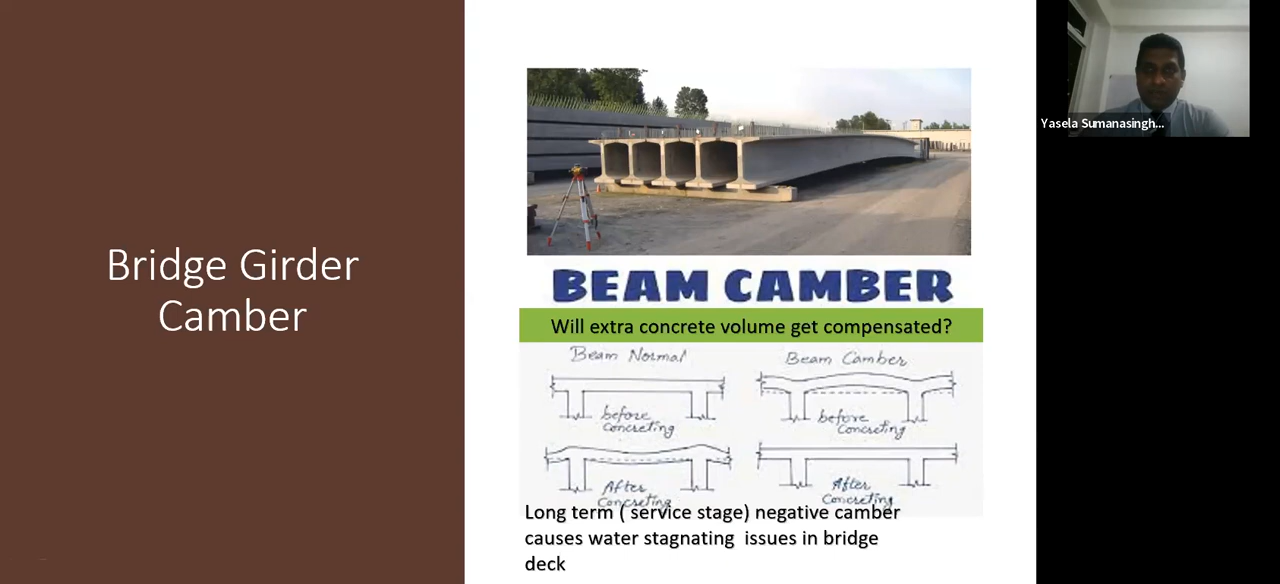 Bridge Girder
Camber
BEAM CAMBER
Will extra concrete volume get compensated?
Beam Normal
Beam Camber
before
Concreting
before
Concreting
After
Concreting
After
Concreting
Long term ( service stage) negative camber
causes water stagnating issues in bridge
deck
Yasela Sumanasingh...